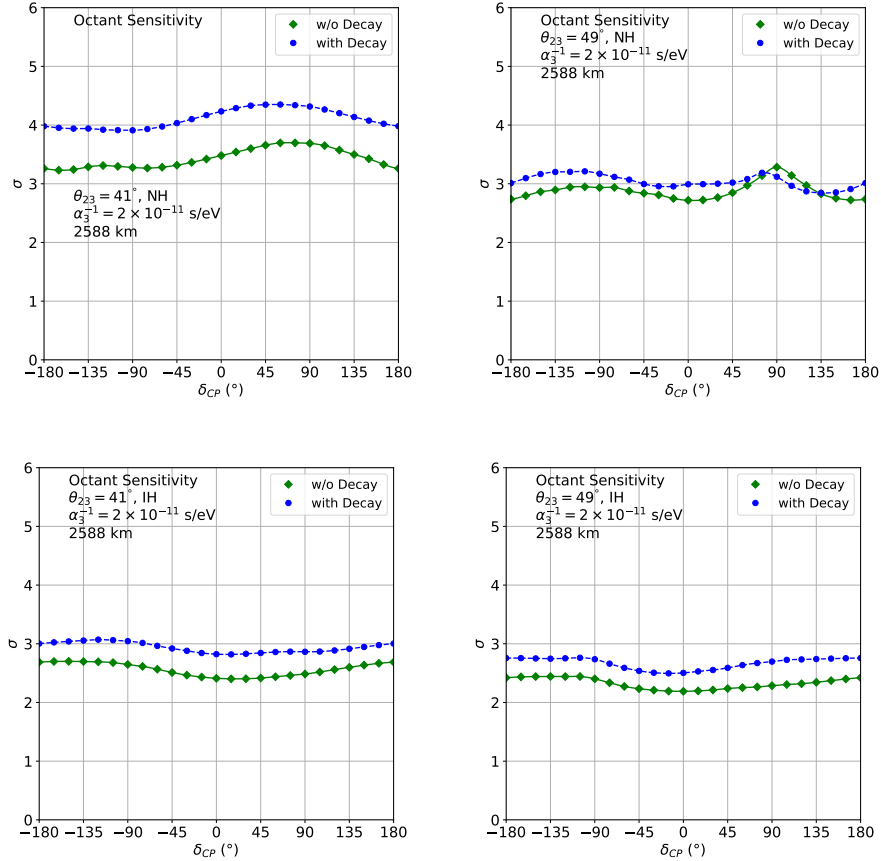 Octant Sensitivity
w/o Decay
with Decay
θ₂₃ = 41°, NH
α₃⁻¹ = 2 × 10⁻¹¹ s/eV
2588 km
σ
6
5
4
3
2
1
0
−180 −135 −90 −45 0 45 90 135 180
δ_CP (°)
Octant Sensitivity
θ₂₃ = 49°, NH
α₃⁻¹ = 2 × 10⁻¹¹ s/eV
2588 km
w/o Decay
with Decay
σ
6
5
4
3
2
1
0
−180 −135 −90 −45 0 45 90 135 180
δ_CP (°)
Octant Sensitivity
θ₂₃ = 41°, IH
α₃⁻¹ = 2 × 10⁻¹¹ s/eV
2588 km
w/o Decay
with Decay
σ
6
5
4
3
2
1
0
−180 −135 −90 −45 0 45 90 135 180
δ_CP (°)
Octant Sensitivity
θ₂₃ = 49°, IH
α₃⁻¹ = 2 × 10⁻¹¹ s/eV
2588 km
w/o Decay
with Decay
σ
6
5
4
3
2
1
0
−180 −135 −90 −45 0 45 90 135 180
δ_CP (°)